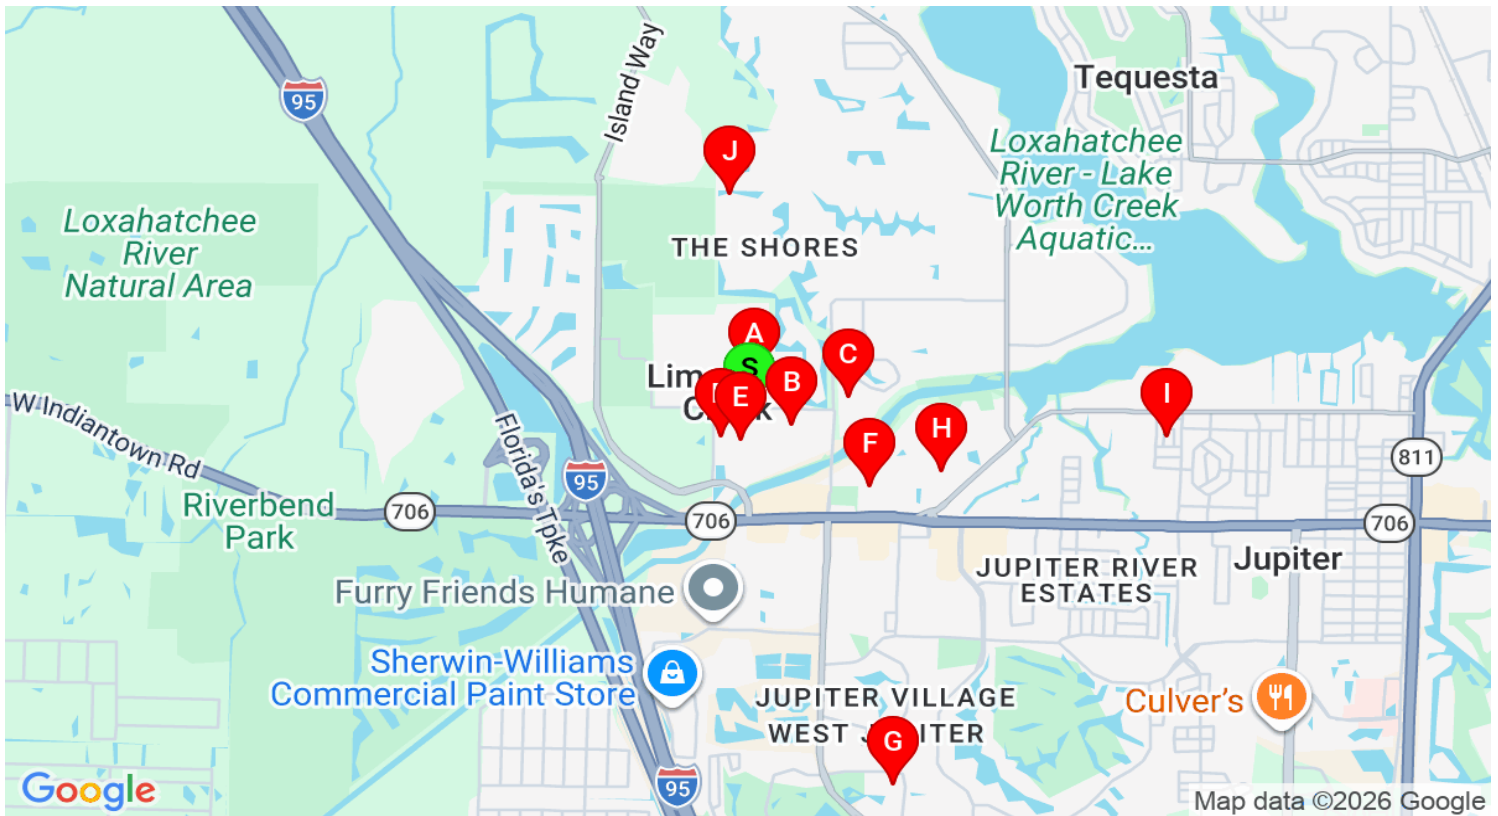 95
Island Way
Tequesta
J
Loxahatchee
River - Lake
Worth Creek
Aquatic...
Loxahatchee
River
Natural Area
THE SHORES
A
S
C
B
E
I
H
F
W Indiantown Rd
Florida's Tpke
95
811
Riverbend
Park
706
706
706
Jupiter
JUPITER RIVER
ESTATES
Furry Friends Humane
Sherwin-Williams
Commercial Paint Store
JUPITER VILLAGE
Culver's
G
95
Google
Map data ©2026 Google